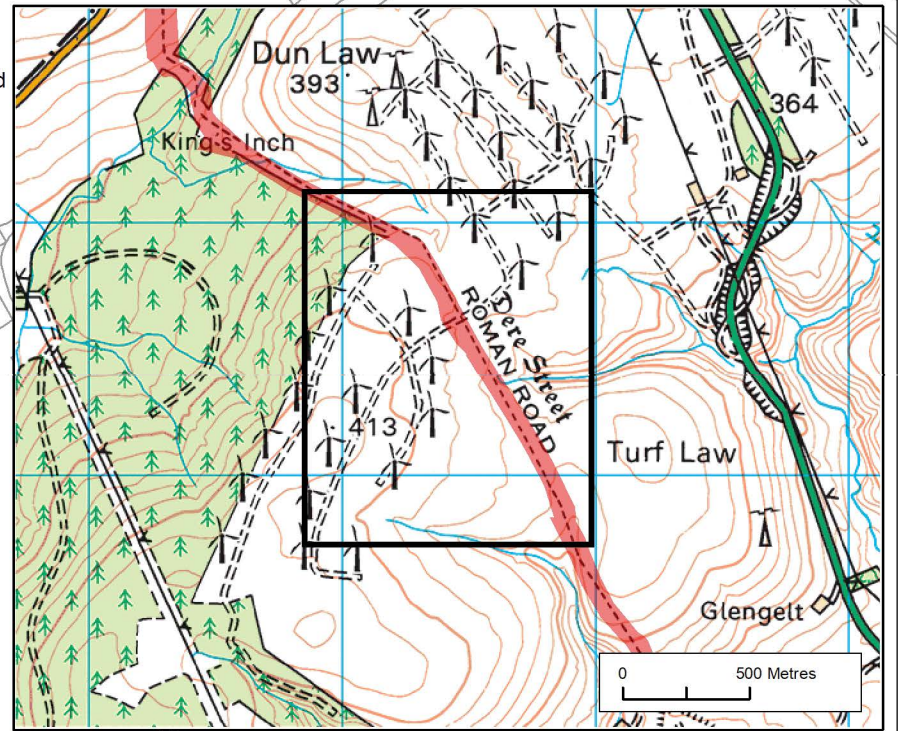 Dun Law
393
364
d
King's Inch
Dere Street
ROMAN ROAD
413
Turf Law
Glengelt
0 500 Metres